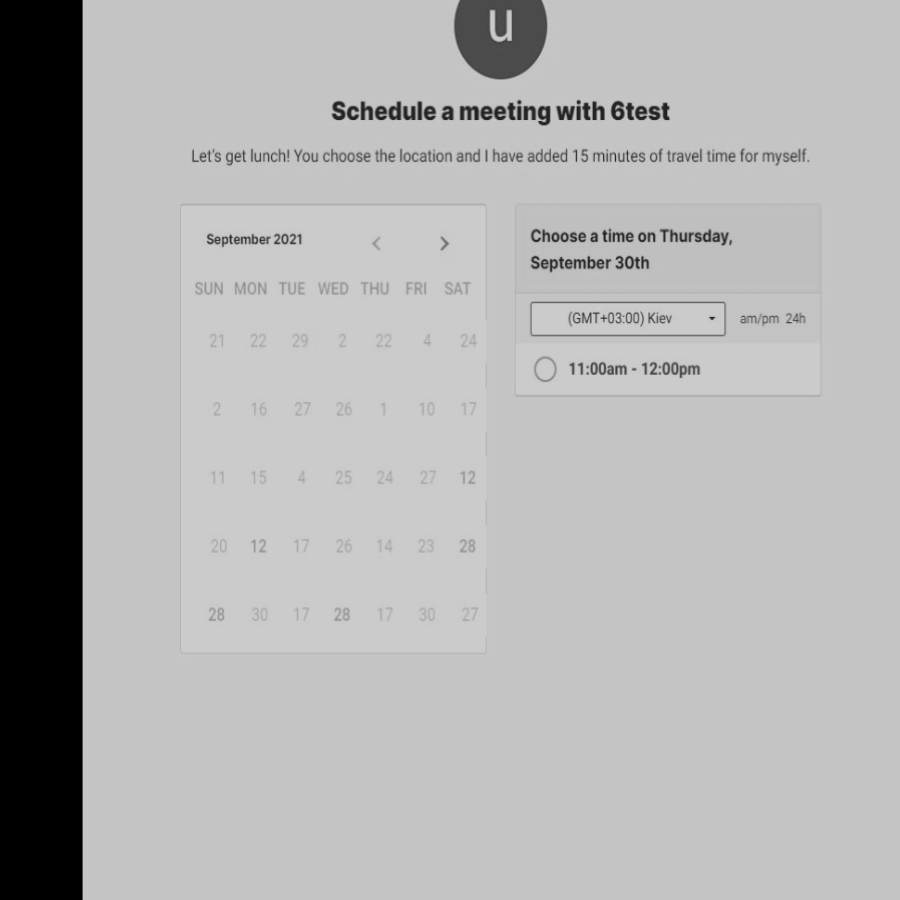 u
Schedule a meeting with 6test
Let's get lunch! You choose the location and I have added 15 minutes of travel time for myself.
September 2021
SUN MON TUE WED THU FRI SAT
21 22 29 2 22 4 24
2 16 27 26 1 10 17
11 15 4 25 24 27 12
20 12 17 26 14 23 28
28 30 17 28 17 30 27
Choose a time on Thursday,
September 30th
(GMT+03:00) Kiev am/pm 24h
11:00am - 12:00pm